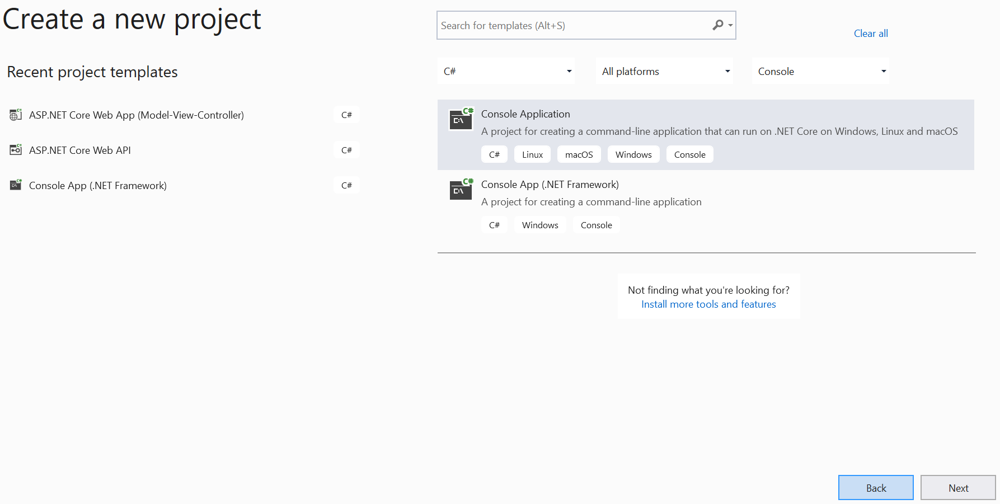 Create a new project
Search for templates (Alt+S)
Clear all
Recent project templates
C#
All platforms
Console
ASP.NET Core Web App (Model-View-Controller)
C#
ASP.NET Core Web API
C#
Console App (.NET Framework)
C#
C#
C:\
Console Application
A project for creating a command-line application that can run on .NET Core on Windows, Linux and macOS
C#
Linux
macOS
Windows
Console
C#
C:\
Console App (.NET Framework)
A project for creating a command-line application
C#
Windows
Console
Not finding what you're looking for?
Install more tools and features
Back
Next